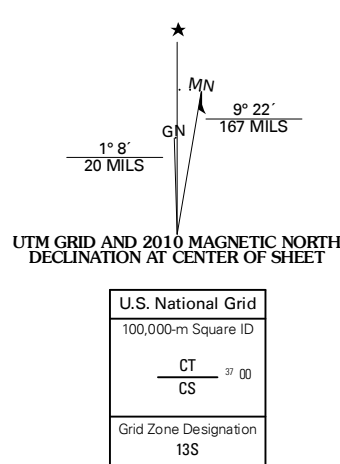 ★
MN
GN
9° 22´
167 MILS
1° 8´
20 MILS
UTM GRID AND 2010 MAGNETIC NORTH
DECLINATION AT CENTER OF SHEET
U.S. National Grid
100,000-m Square ID
CT
CS
37 00
Grid Zone Designation
13S